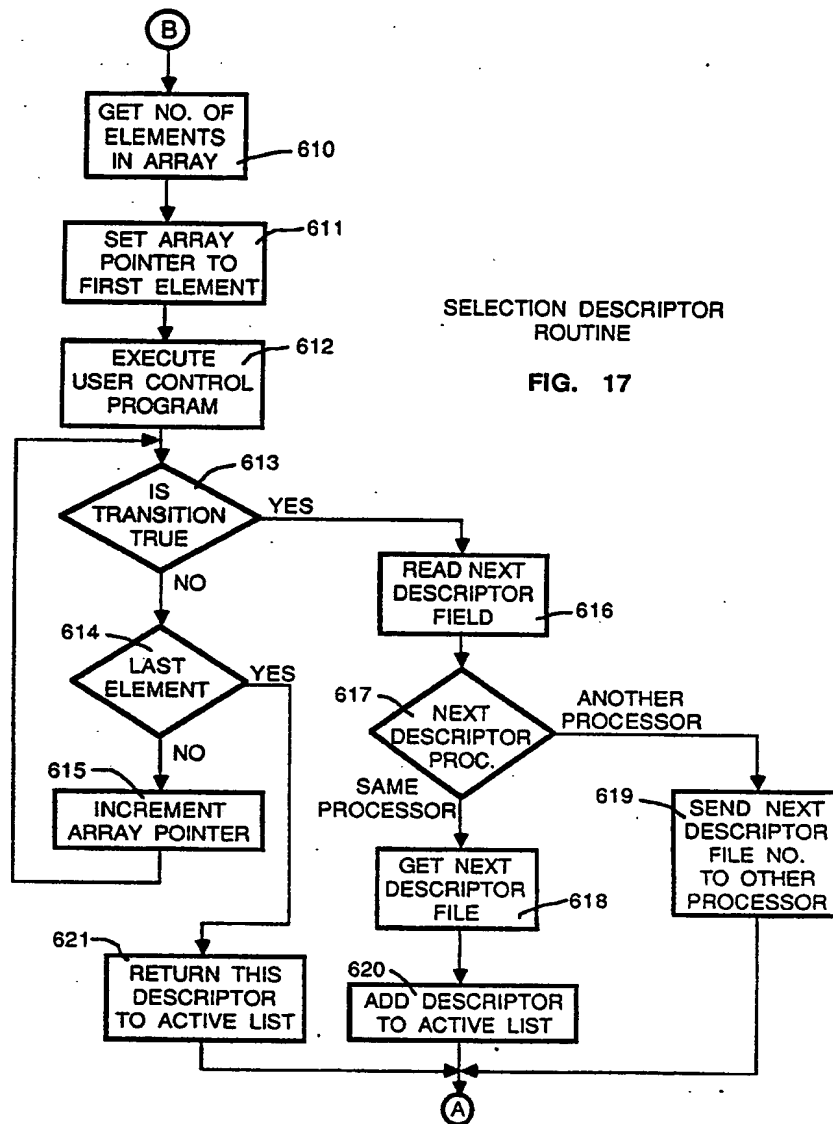 B
GET NO. OF
ELEMENTS
IN ARRAY
610
SET ARRAY
POINTER TO
FIRST ELEMENT
611
EXECUTE
USER CONTROL
PROGRAM
612
SELECTION DESCRIPTOR
ROUTINE
FIG. 17
IS
TRANSITION
TRUE
613
YES
NO
READ NEXT
DESCRIPTOR
FIELD
616
614
LAST
ELEMENT
YES
NO
617
NEXT
DESCRIPTOR
PROC.
ANOTHER
PROCESSOR
SAME
PROCESSOR
615
INCREMENT
ARRAY POINTER
619
SEND NEXT
DESCRIPTOR
FILE NO.
TO OTHER
PROCESSOR
GET NEXT
DESCRIPTOR
FILE
618
621
RETURN THIS
DESCRIPTOR
TO ACTIVE LIST
620
ADD DESCRIPTOR
TO ACTIVE LIST
A